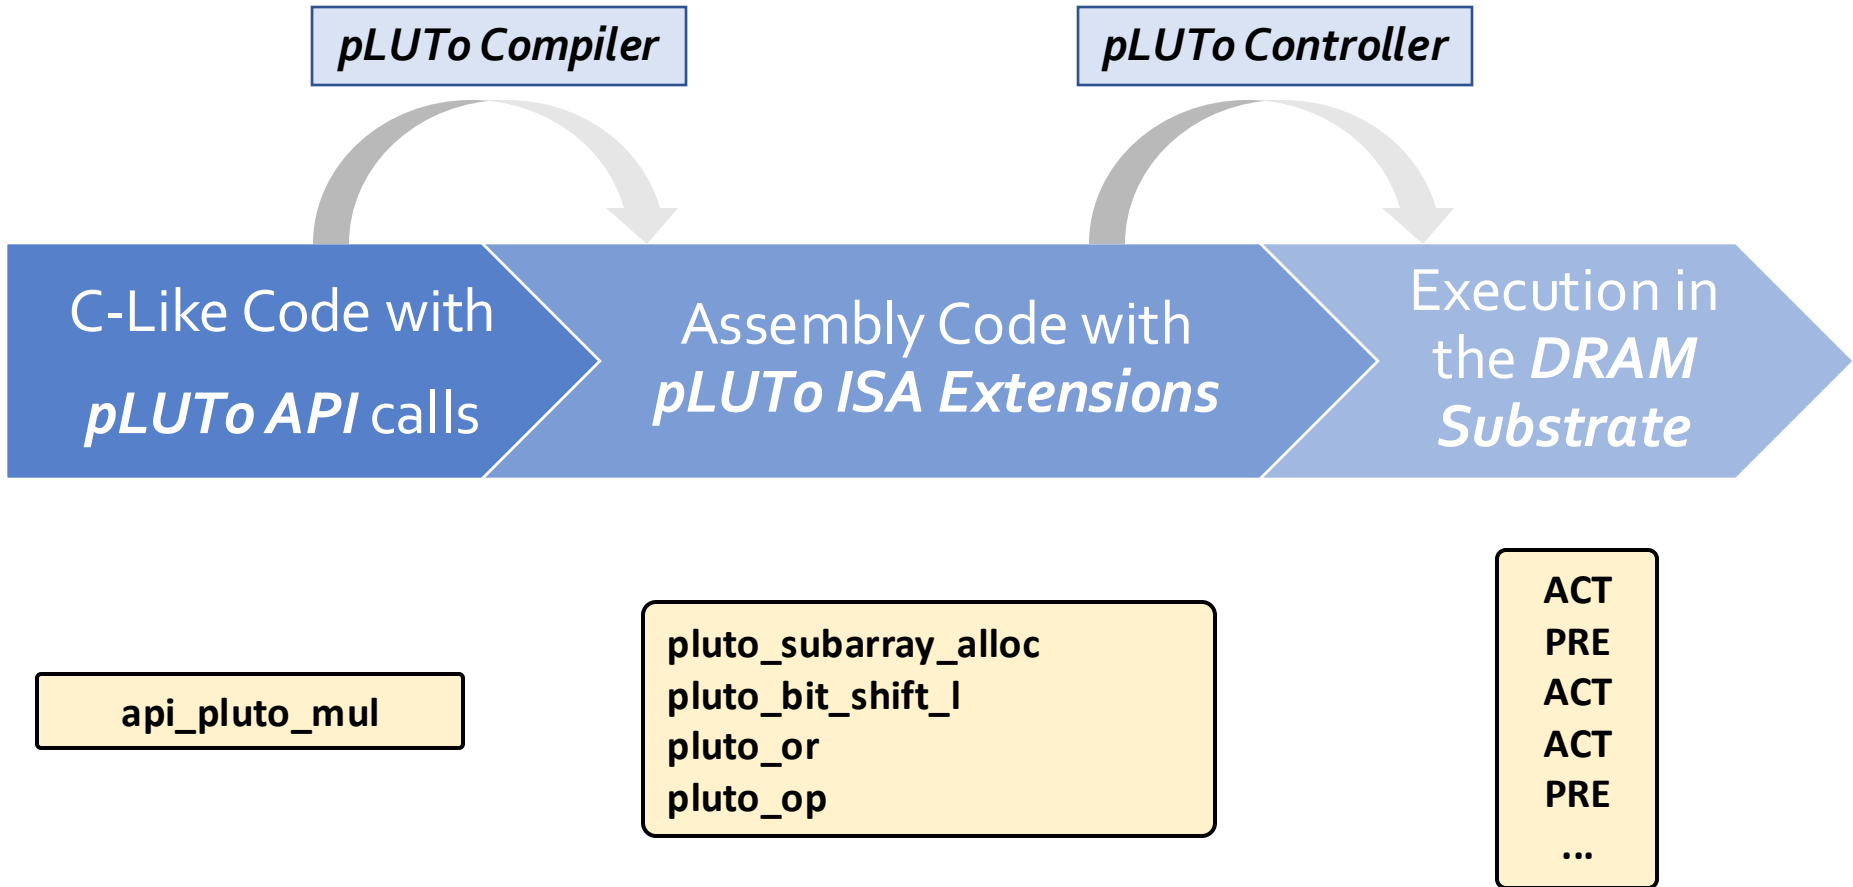 pLUTo Compiler
pLUTo Controller
C-Like Code with
pLUTo API calls
Assembly Code with
pLUTo ISA Extensions
Execution in
the DRAM
Substrate
api_pluto_mul
pluto_subarray_alloc
pluto_bit_shift_l
pluto_or
pluto_op
ACT
PRE
ACT
ACT
PRE
...